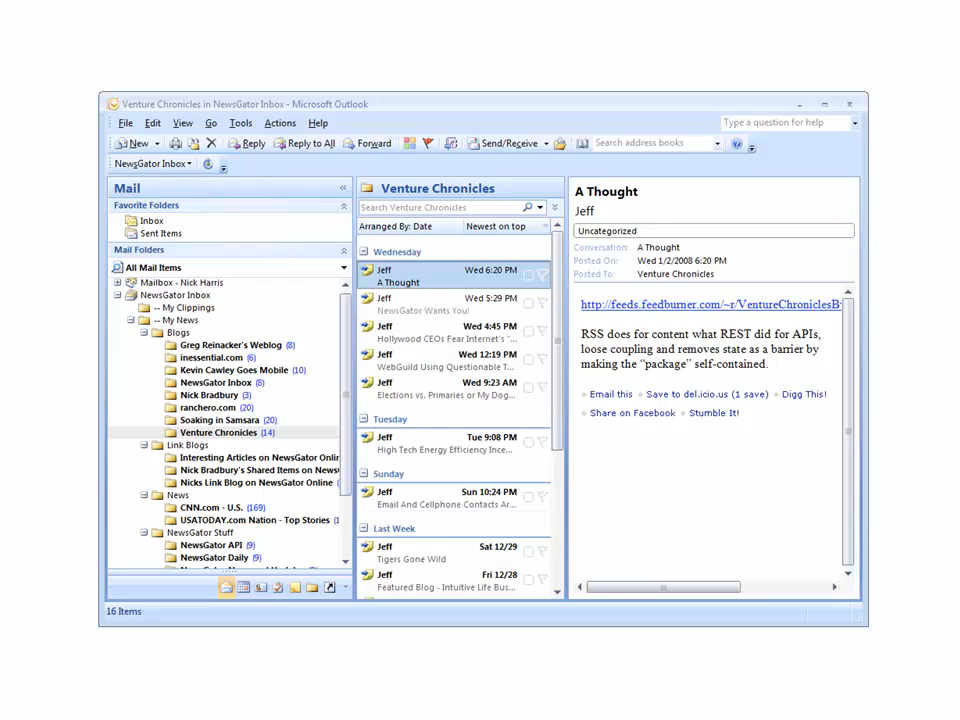 Venture Chronicles in NewsGator Inbox - Microsoft Outlook
File Edit View Go Tools Actions Help
Type a question for help
New Reply Reply to All Forward Send/Receive Search address books
NewsGator Inbox
Mail
Favorite Folders
Inbox
Sent Items
Mail Folders
All Mail Items
Mailbox - Nick Harris
NewsGator Inbox
-- My Clippings
-- My News
Blogs
Greg Reinacker's Weblog (8)
inessential.com (6)
Kevin Cawley Goes Mobile (10)
NewsGator Inbox (8)
Nick Bradbury (3)
ranchero.com (20)
Soaking in Samsara (20)
Venture Chronicles (14)
Link Blogs
Interesting Articles on NewsGator Onlin
Nick Bradbury's Shared Items on News
Nicks Link Blog on NewsGator Online (
News
CNN.com - U.S. (169)
USATODAY.com Nation - Top Stories (1
NewsGator Stuff
NewsGator API (9)
NewsGator Daily (9)
Venture Chronicles
Search Venture Chronicles
Arranged By: Date Newest on top
Wednesday
Jeff Wed 6:20 PM
A Thought
Jeff Wed 5:29 PM
NewsGator Wants You!
Jeff Wed 4:45 PM
Hollywood CEOs Fear Internet's "...
Jeff Wed 12:19 PM
WebGuild Using Questionable T...
Jeff Wed 9:23 AM
Elections vs. Primaries or My Dog...
Tuesday
Jeff Tue 9:08 PM
High Tech Energy Efficiency Ince...
Sunday
Jeff Sun 10:24 PM
Email And Cellphone Contacts Ar...
Last Week
Jeff Sat 12/29
Tigers Gone Wild
Jeff Fri 12/28
Featured Blog - Intuitive Life Bus...
A Thought
Jeff
Uncategorized
Conversation: A Thought
Posted On: Wed 1/2/2008 6:20 PM
Posted To: Venture Chronicles
http://feeds.feedburner.com/~r/VentureChroniclesB
RSS does for content what REST did for APIs,
loose coupling and removes state as a barrier by
making the “package” self-contained.
Email this Save to del.icio.us (1 save) Digg This!
Share on Facebook Stumble It!
16 Items